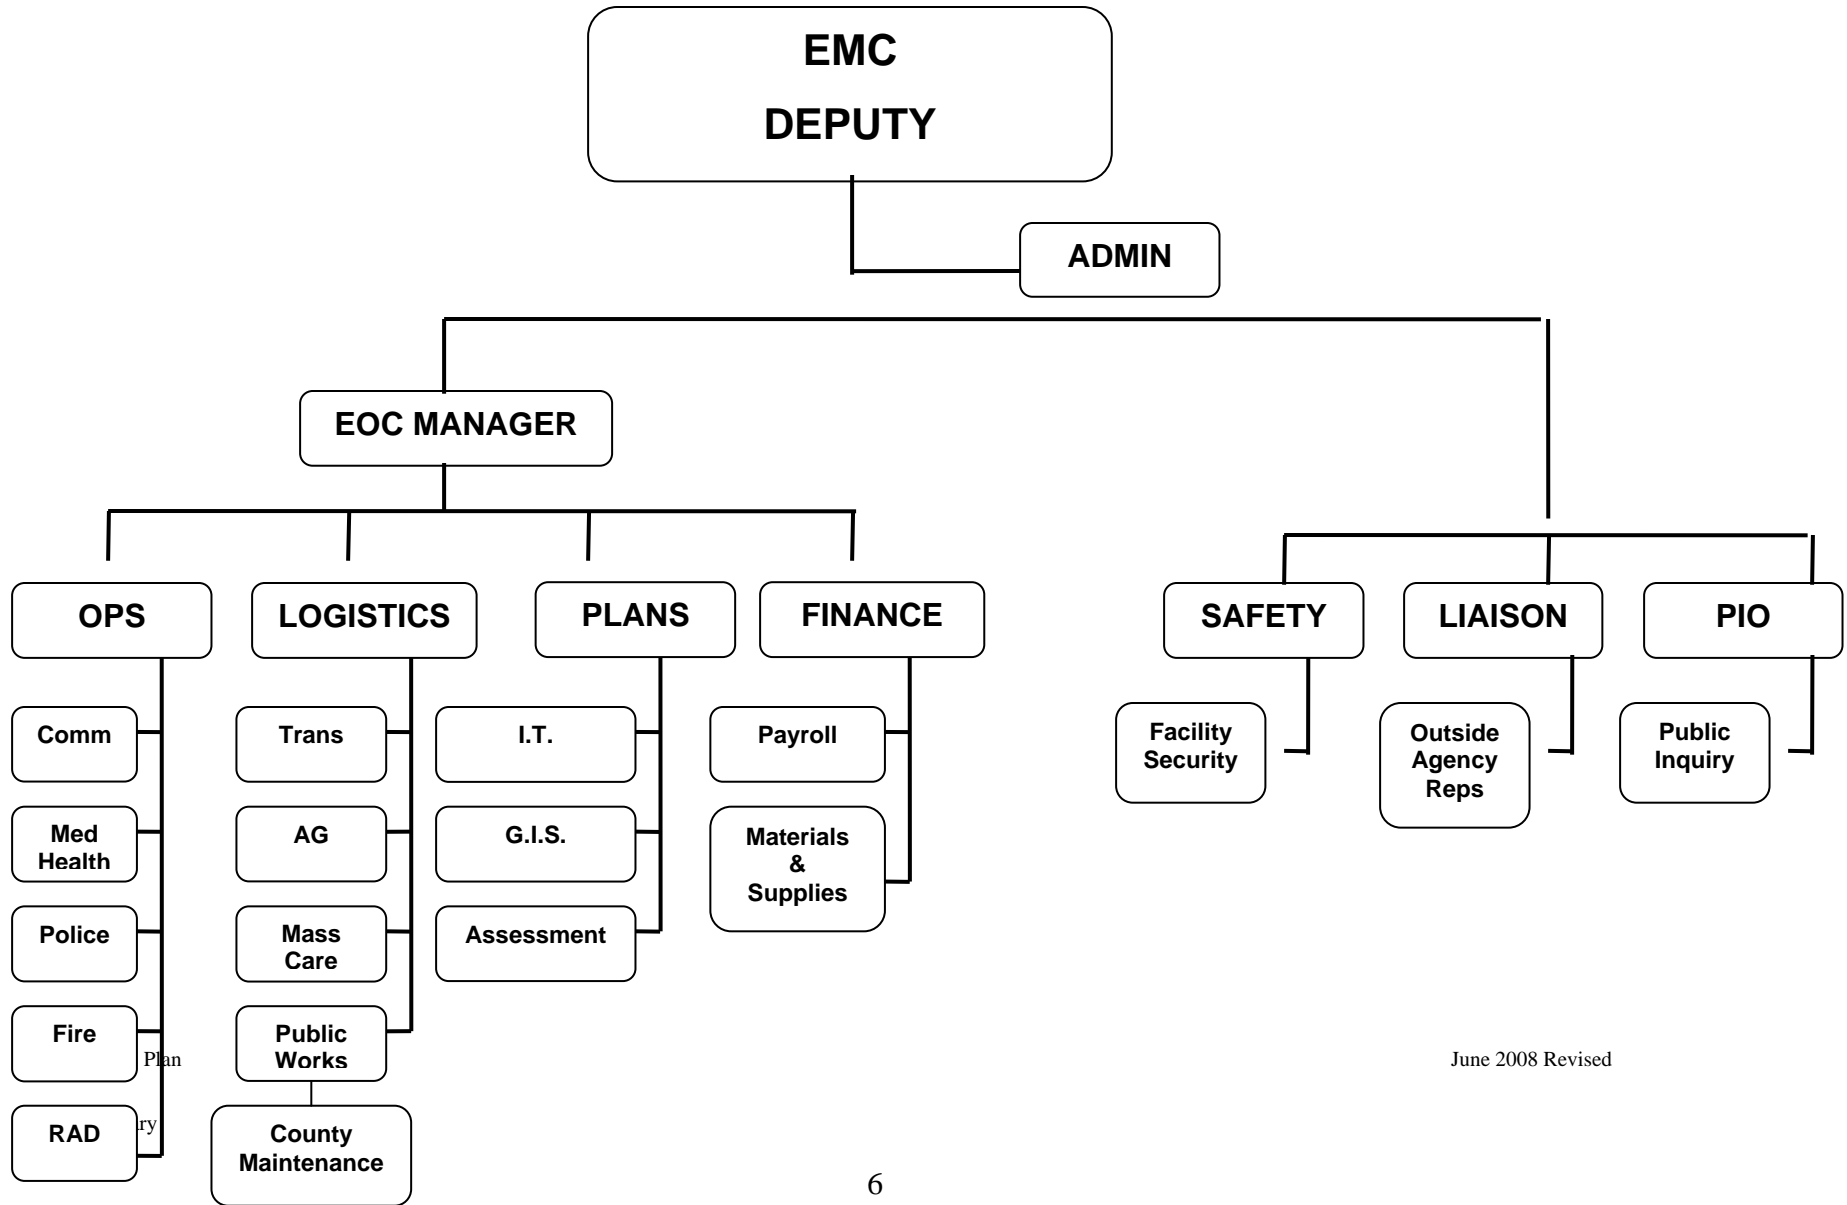 EMC
DEPUTY
ADMIN
EOC MANAGER
OPS
LOGISTICS
PLANS
FINANCE
SAFETY
LIAISON
PIO
Comm
Trans
I.T.
Payroll
Facility
Security
Outside
Agency
Reps
Public
Inquiry
Med
Health
AG
G.I.S.
Materials
&
Supplies
Police
Mass
Care
Assessment
Fire
Public
Works
Plan
June 2008 Revised
RAD
County
Maintenance
6